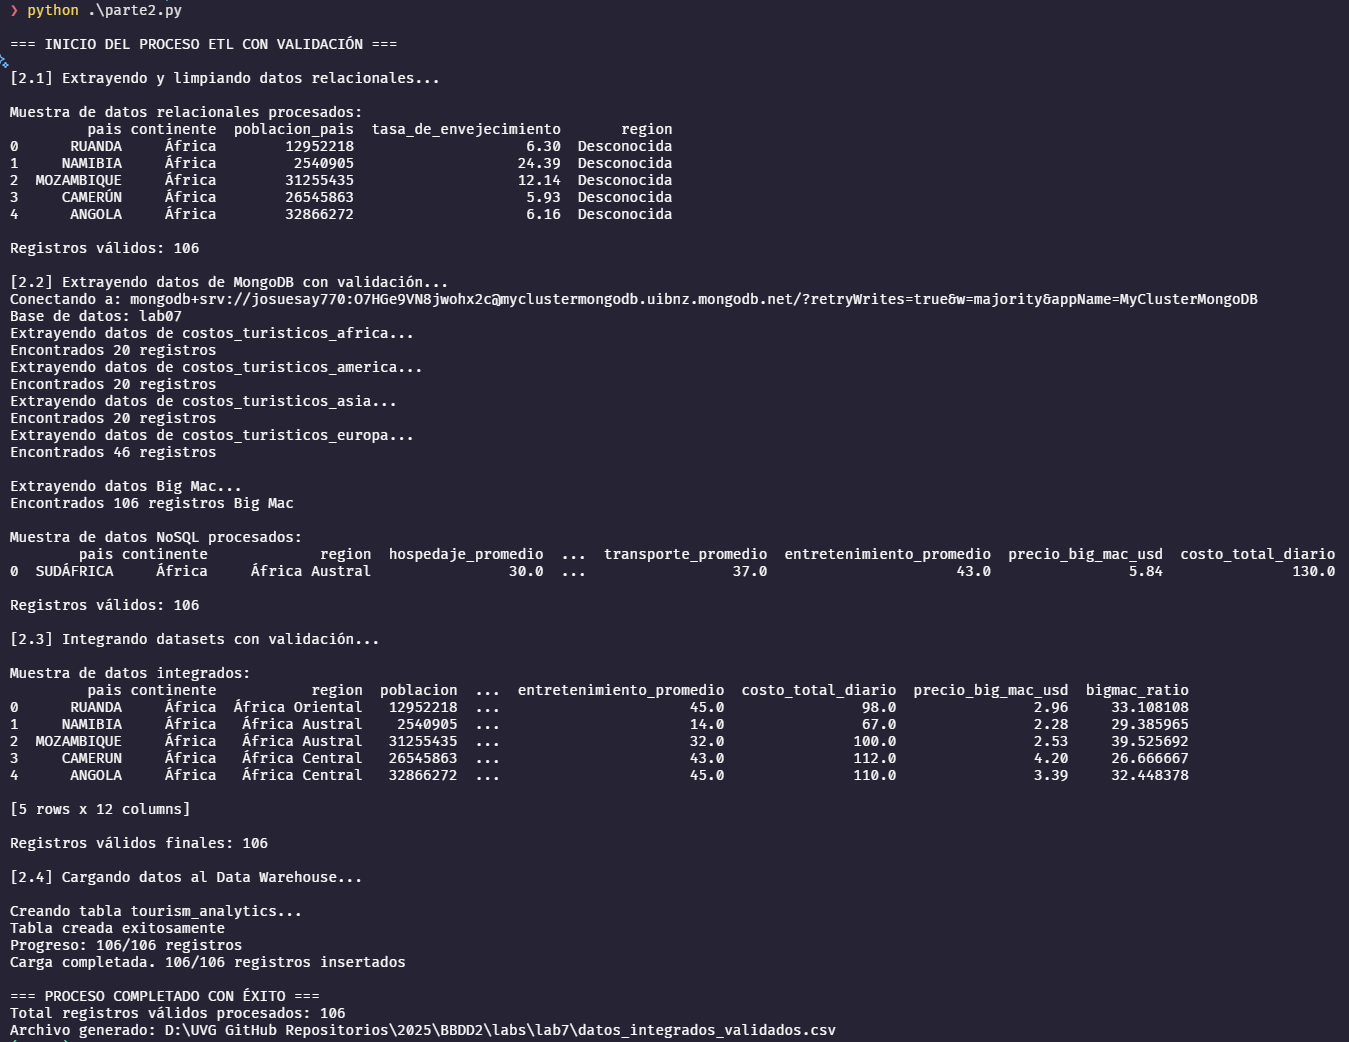 ❯ python .\parte2.py
=== INICIO DEL PROCESO ETL CON VALIDACIÓN ===
[2.1] Extrayendo y limpiando datos relacionales...
Muestra de datos relacionales procesados:
pais continente poblacion_pais tasa_de_envejecimiento region
0 RUANDA África 12952218 6.30 Desconocida
1 NAMIBIA África 2540905 24.39 Desconocida
2 MOZAMBIQUE África 31255435 12.14 Desconocida
3 CAMERÚN África 26545863 5.93 Desconocida
4 ANGOLA África 32866272 6.16 Desconocida
Registros válidos: 106
[2.2] Extrayendo datos de MongoDB con validación...
Conectando a: mongodb+srv://josuesay770:O7HGe9VN8jwohx2c@myclustermongodb.uibnz.mongodb.net/?retryWrites=true&w=majority&appName=MyClusterMongoDB
Base de datos: lab07
Extrayendo datos de costos_turisticos_africa...
Encontrados 20 registros
Extrayendo datos de costos_turisticos_america...
Encontrados 20 registros
Extrayendo datos de costos_turisticos_asia...
Encontrados 20 registros
Extrayendo datos de costos_turisticos_europa...
Encontrados 46 registros
Extrayendo datos Big Mac...
Encontrados 106 registros Big Mac
Muestra de datos NoSQL procesados:
pais continente region hospedaje_promedio ... transporte_promedio entretenimiento_promedio precio_big_mac_usd costo_total_diario
0 SUDÁFRICA África África Austral 30.0 ... 37.0 43.0 5.84 130.0
Registros válidos: 106
[2.3] Integrando datasets con validación...
Muestra de datos integrados:
pais continente region poblacion ... entretenimiento_promedio costo_total_diario precio_big_mac_usd bigmac_ratio
0 RUANDA África África Oriental 12952218 ... 45.0 98.0 2.96 33.108108
1 NAMIBIA África África Austral 2540905 ... 14.0 67.0 2.28 29.385965
2 MOZAMBIQUE África África Austral 31255435 ... 32.0 100.0 2.53 39.525692
3 CAMERUN África África Central 26545863 ... 43.0 112.0 4.20 26.666667
4 ANGOLA África África Central 32866272 ... 45.0 110.0 3.39 32.448378
[5 rows x 12 columns]
Registros válidos finales: 106
[2.4] Cargando datos al Data Warehouse...
Creando tabla tourism_analytics...
Tabla creada exitosamente
Progreso: 106/106 registros
Carga completada. 106/106 registros insertados
=== PROCESO COMPLETADO CON ÉXITO ===
Total registros válidos procesados: 106
Archivo generado: D:\UVG GitHub Repositorios\2025\BBDD2\labs\lab7\datos_integrados_validados.csv